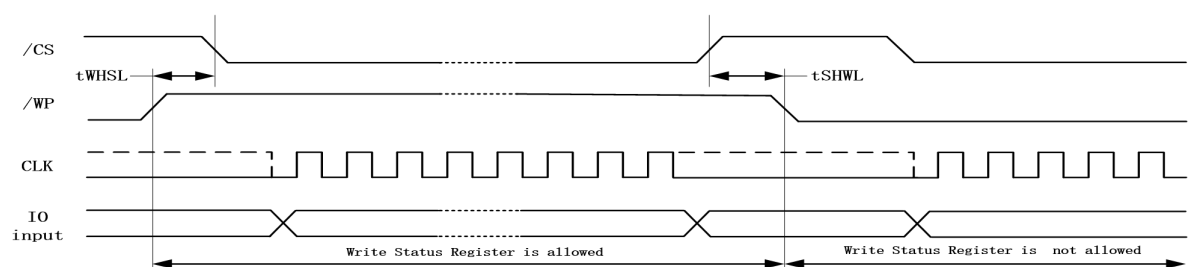 /CS
tWHSL
tSHWL
/WP
CLK
IO
input
Write Status Register is allowed
Write Status Register is not allowed